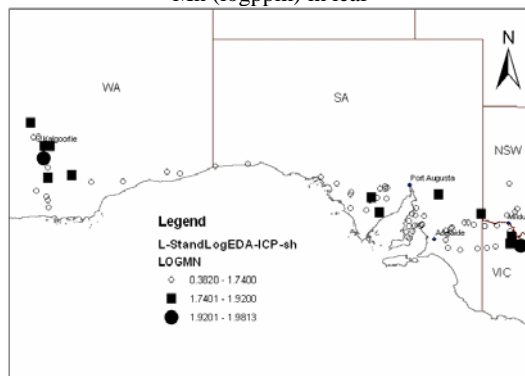 Mn (logppm) in leaf
N
WA
SA
Kalgoorlie
NSW
Port Augusta
Adelaide
VIC
Legend
L-StandLogEDA-ICP-sh
LOGMN
0.3820 - 1.7400
1.7401 - 1.9200
1.9201 - 1.9813